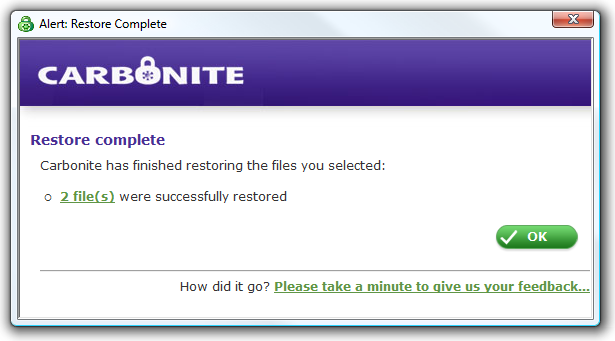 Alert: Restore Complete
CARBONITE
Restore complete
Carbonite has finished restoring the files you selected:
2 file(s) were successfully restored
OK
How did it go? Please take a minute to give us your feedback...